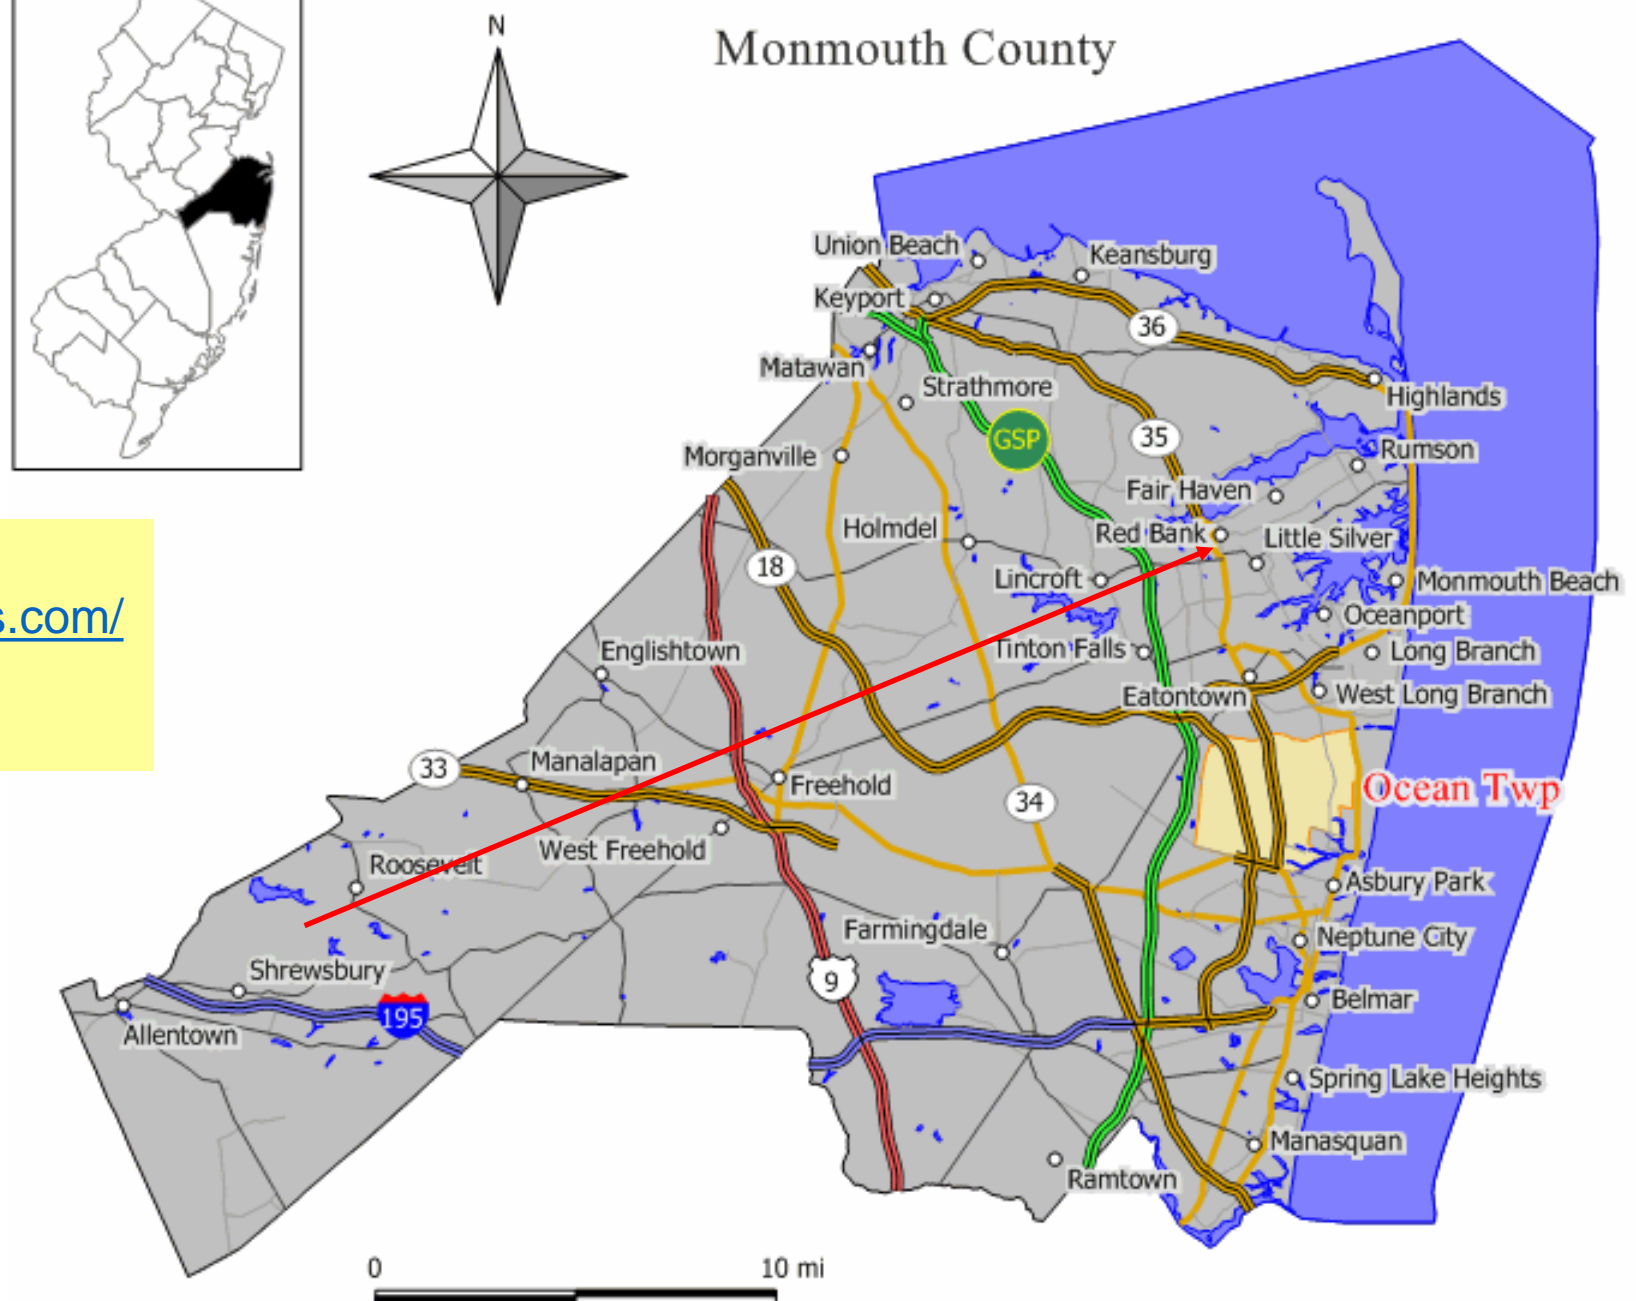 N
Monmouth County
Union Beach
Keansburg
Keyport
36
Matawan
Strathmore
Highlands
GSP
35
Rumson
Morganville
Fair Haven
Holmdel
Red Bank
Little Silver
18
Lincroft
Monmouth Beach
s.com/
Oceanport
Englishtown
Tinton Falls
Long Branch
Eatontown
West Long Branch
33
Manalapan
Freehold
34
Ocean Twp
West Freehold
Roosevelt
Asbury Park
Farmingdale
Neptune City
Shrewsbury
9
Belmar
195
Allentown
Spring Lake Heights
Manasquan
Ramtown
0
10 mi